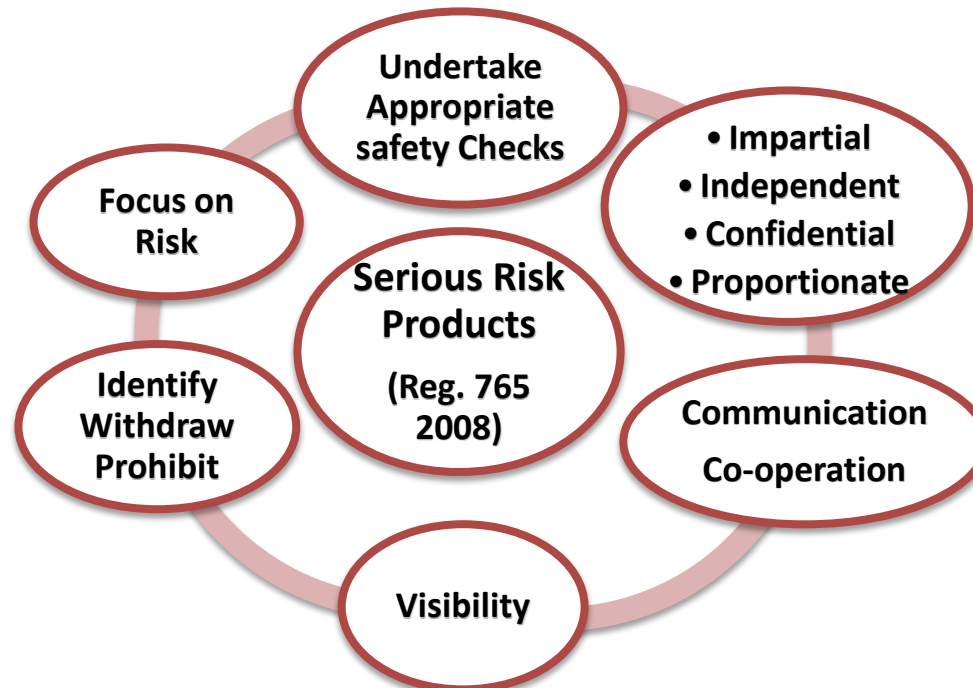 Undertake
Appropriate
safety Checks
• Impartial
• Independent
• Confidential
• Proportionate
Focus on
Risk
Serious Risk
Products
(Reg. 765
2008)
Identify
Withdraw
Prohibit
Communication
Co-operation
Visibility